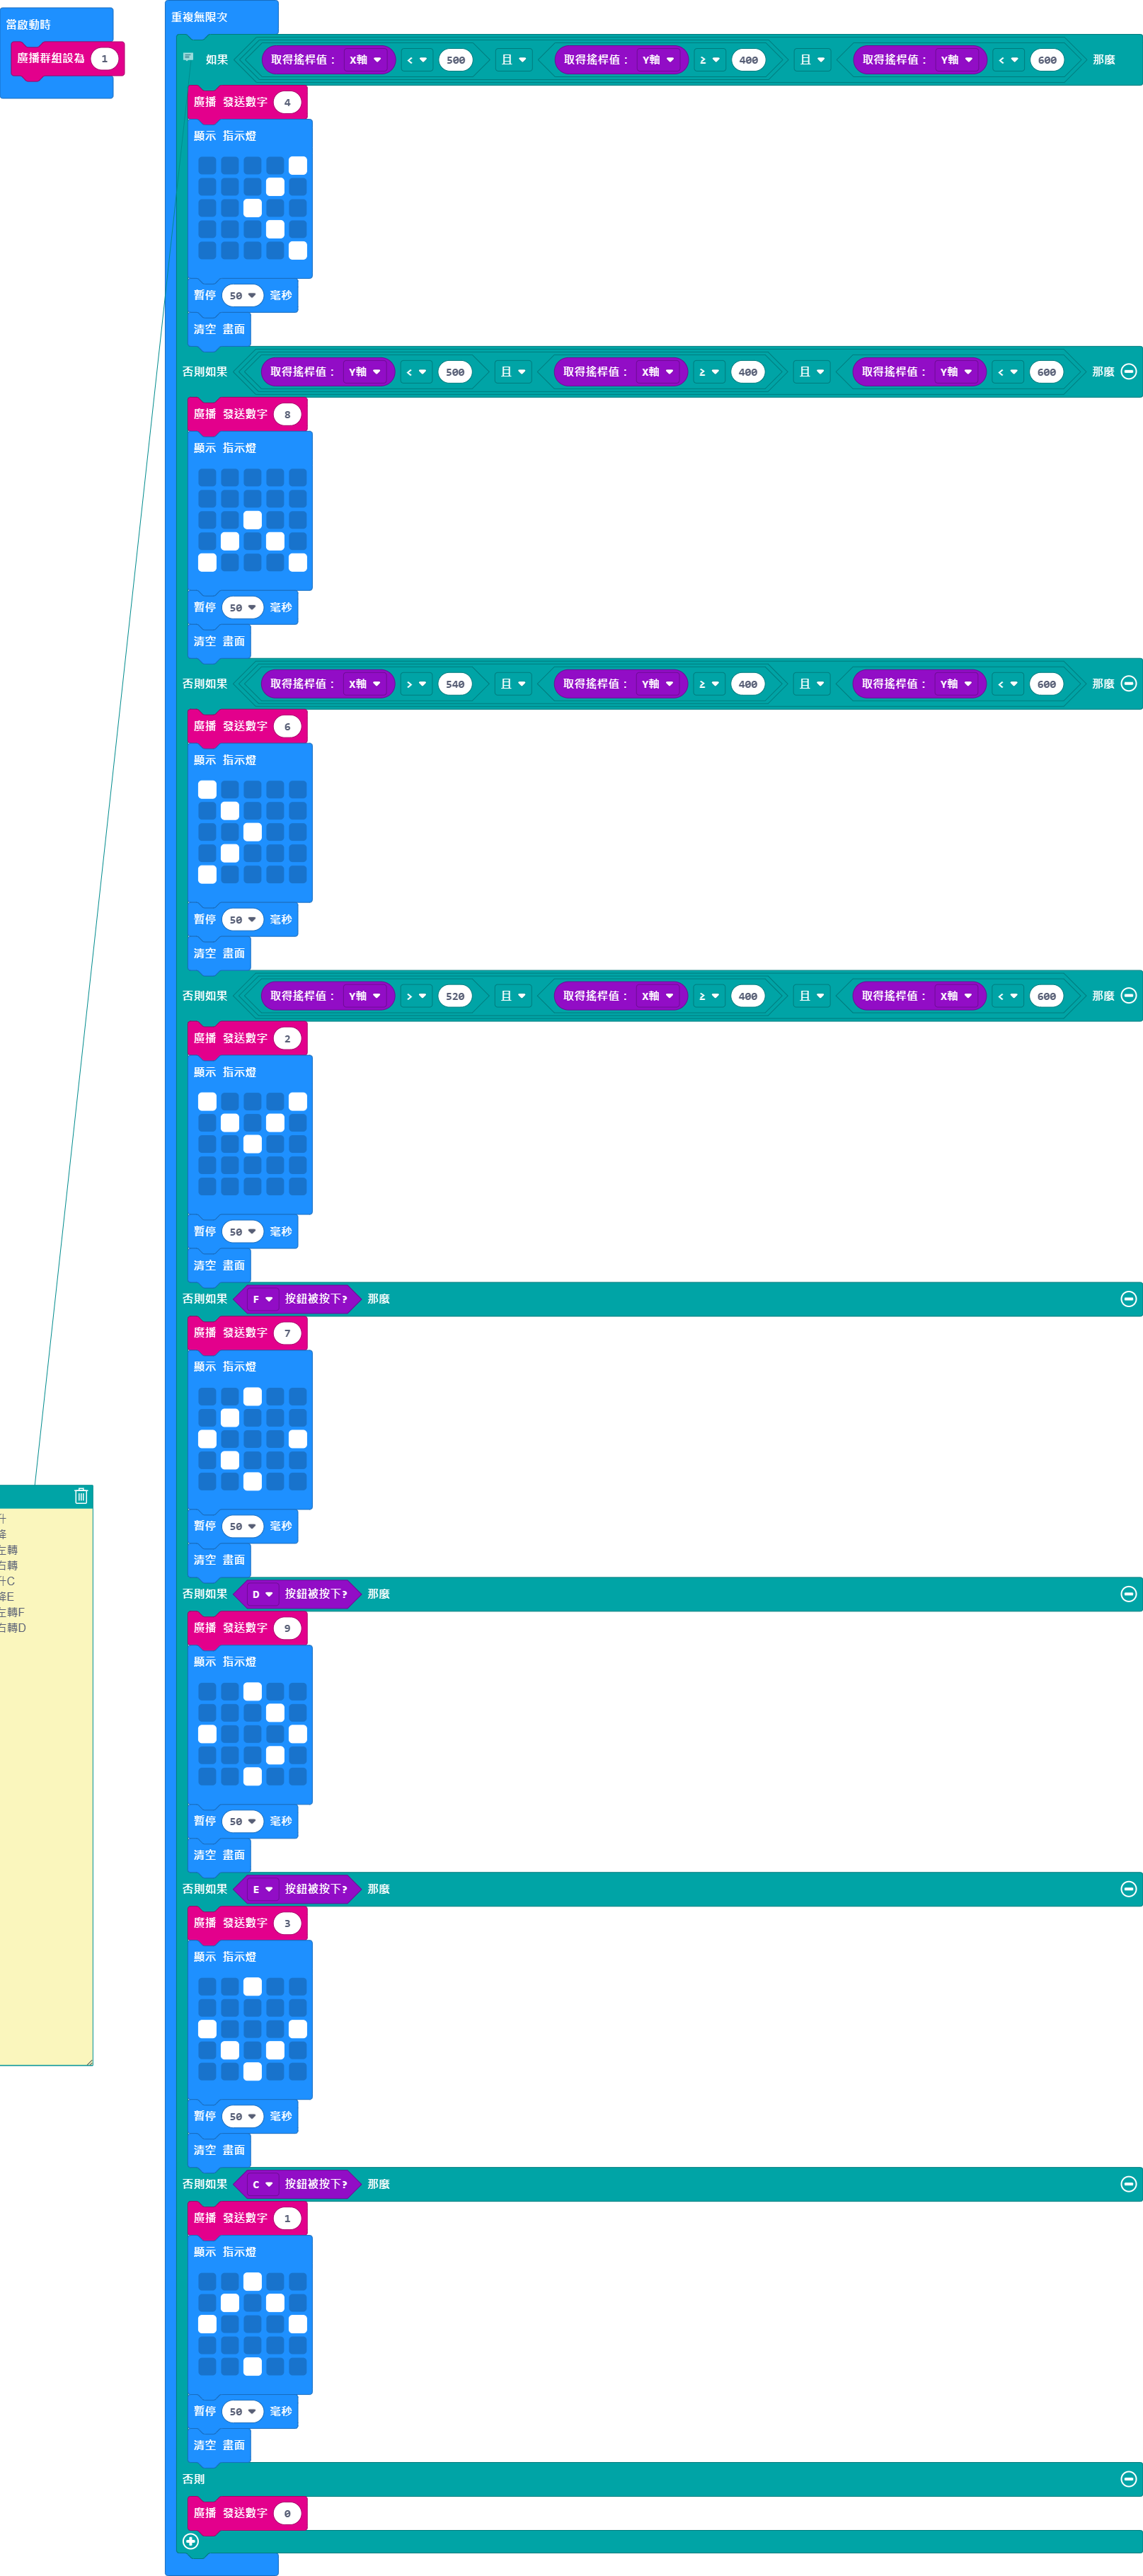 當啟動時
廣播群組設為 1
重複無限次
如果 取得搖桿值： X軸 < 500 且 取得搖桿值： Y軸 ≥ 400 且 取得搖桿值： Y軸 < 600 那麼
廣播 發送數字 4
顯示 指示燈
暫停 50 毫秒
清空 畫面
否則如果 取得搖桿值： Y軸 < 500 且 取得搖桿值： X軸 ≥ 400 且 取得搖桿值： Y軸 < 600 那麼
廣播 發送數字 8
顯示 指示燈
暫停 50 毫秒
清空 畫面
否則如果 取得搖桿值： X軸 > 540 且 取得搖桿值： Y軸 ≥ 400 且 取得搖桿值： Y軸 < 600 那麼
廣播 發送數字 6
顯示 指示燈
暫停 50 毫秒
清空 畫面
否則如果 取得搖桿值： Y軸 > 520 且 取得搖桿值： X軸 ≥ 400 且 取得搖桿值： X軸 < 600 那麼
廣播 發送數字 2
顯示 指示燈
暫停 50 毫秒
清空 畫面
否則如果 F 按鈕被按下? 那麼
廣播 發送數字 7
顯示 指示燈
暫停 50 毫秒
清空 畫面
否則如果 D 按鈕被按下? 那麼
廣播 發送數字 9
顯示 指示燈
暫停 50 毫秒
清空 畫面
否則如果 E 按鈕被按下? 那麼
廣播 發送數字 3
顯示 指示燈
暫停 50 毫秒
清空 畫面
否則如果 C 按鈕被按下? 那麼
廣播 發送數字 1
顯示 指示燈
暫停 50 毫秒
清空 畫面
否則
廣播 發送數字 0
升
降
左轉
右轉
升C
降E
左轉F
右轉D